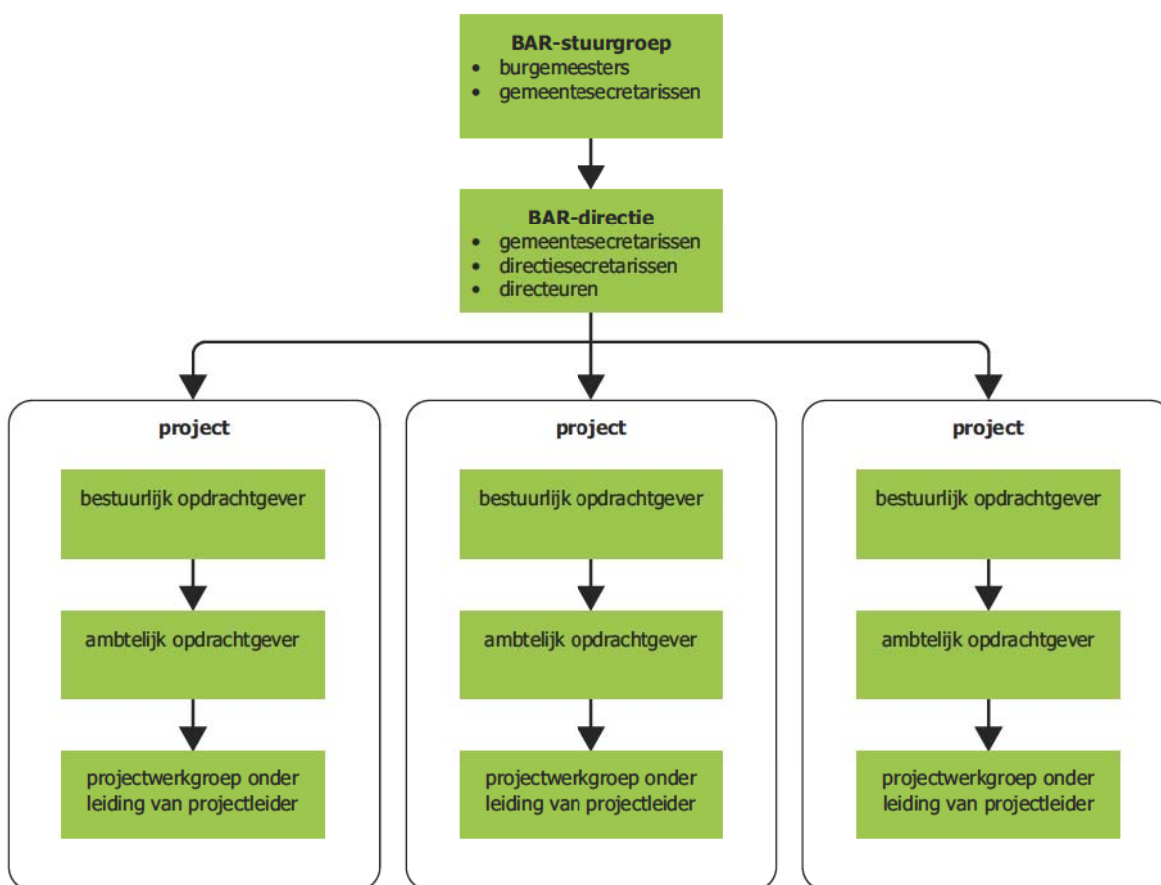 BAR-stuurgroep
• burgemeesters
• gemeentesecretarissen
BAR-directie
• gemeentesecretarissen
• directiesecretarissen
• directeuren
project
bestuurlijk opdrachtgever
ambtelijk opdrachtgever
projectwerkgroep onder
leiding van projectleider
project
bestuurlijk opdrachtgever
ambtelijk opdrachtgever
projectwerkgroep onder
leiding van projectleider
project
bestuurlijk opdrachtgever
ambtelijk opdrachtgever
projectwerkgroep onder
leiding van projectleider